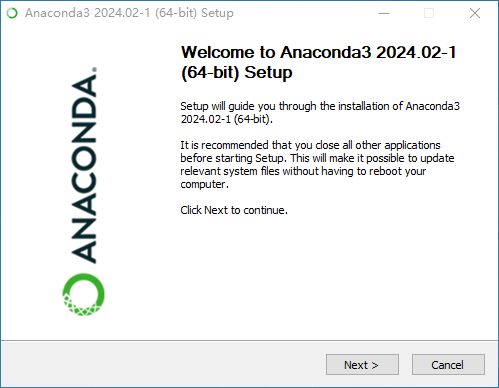 Anaconda3 2024.02-1 (64-bit) Setup
ANACONDA.
Welcome to Anaconda3 2024.02-1
(64-bit) Setup
Setup will guide you through the installation of Anaconda3
2024.02-1 (64-bit).
It is recommended that you close all other applications
before starting Setup. This will make it possible to update
relevant system files without having to reboot your
computer.
Click Next to continue.
Next >
Cancel